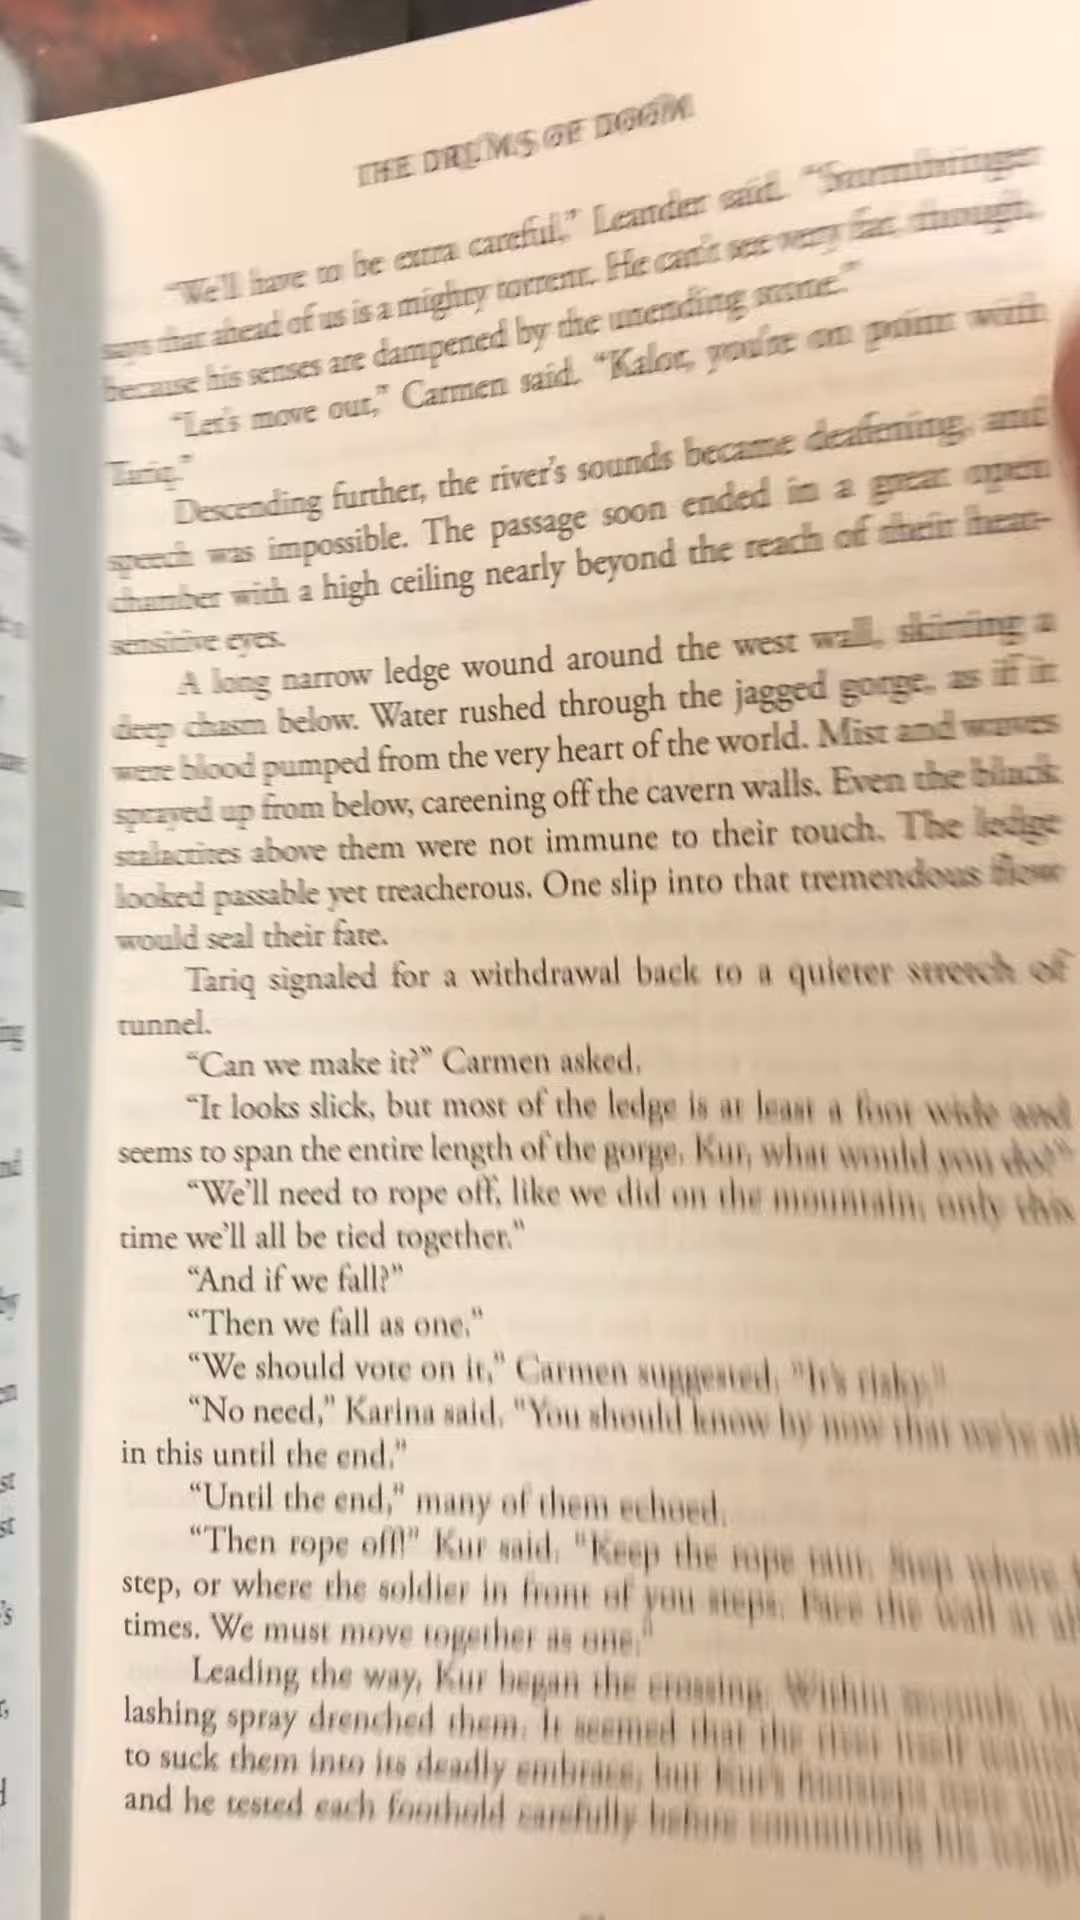 THE DRUMS OF DOOM
"We'll have to be extra careful," Leander said. "Stormbringer
says that ahead of us is a mighty torrent. He can't see very far, though,
because his senses are dampened by the unending stone."
"Let's move out," Carmen said. "Kalor, you're on point with
Tariq."
Descending further, the river's sounds became deafening, and
speech was impossible. The passage soon ended in a great open
chamber with a high ceiling nearly beyond the reach of their heat-
sensitive eyes.
A long narrow ledge wound around the west wall, skirting a
deep chasm below. Water rushed through the jagged gorge, as if it
were blood pumped from the very heart of the world. Mist and waves
sprayed up from below, careening off the cavern walls. Even the black
stalactites above them were not immune to their touch. The ledge
looked passable yet treacherous. One slip into that tremendous flow
would seal their fate.
Tariq signaled for a withdrawal back to a quieter stretch of
tunnel.
"Can we make it?" Carmen asked.
"It looks slick, but most of the ledge is at least a foot wide and
seems to span the entire length of the gorge. Kur, what would you do?"
"We'll need to rope off, like we did on the mountain, only this
time we'll all be tied together."
"And if we fall?"
"Then we fall as one."
"We should vote on it," Carmen suggested. "It's risky."
"No need," Karina said. "You should know by now that we're all
in this until the end."
"Until the end," many of them echoed.
"Then rope off!" Kur said. "Keep the rope taut. Step where I
step, or where the soldier in front of you steps. Face the wall at all
times. We must move together as one."
Leading the way, Kur began the crossing. Within seconds, the
lashing spray drenched them. It seemed that the river itself
to suck them into its deadly embrace, but Kur's
and he tested each foothold carefully before committing his